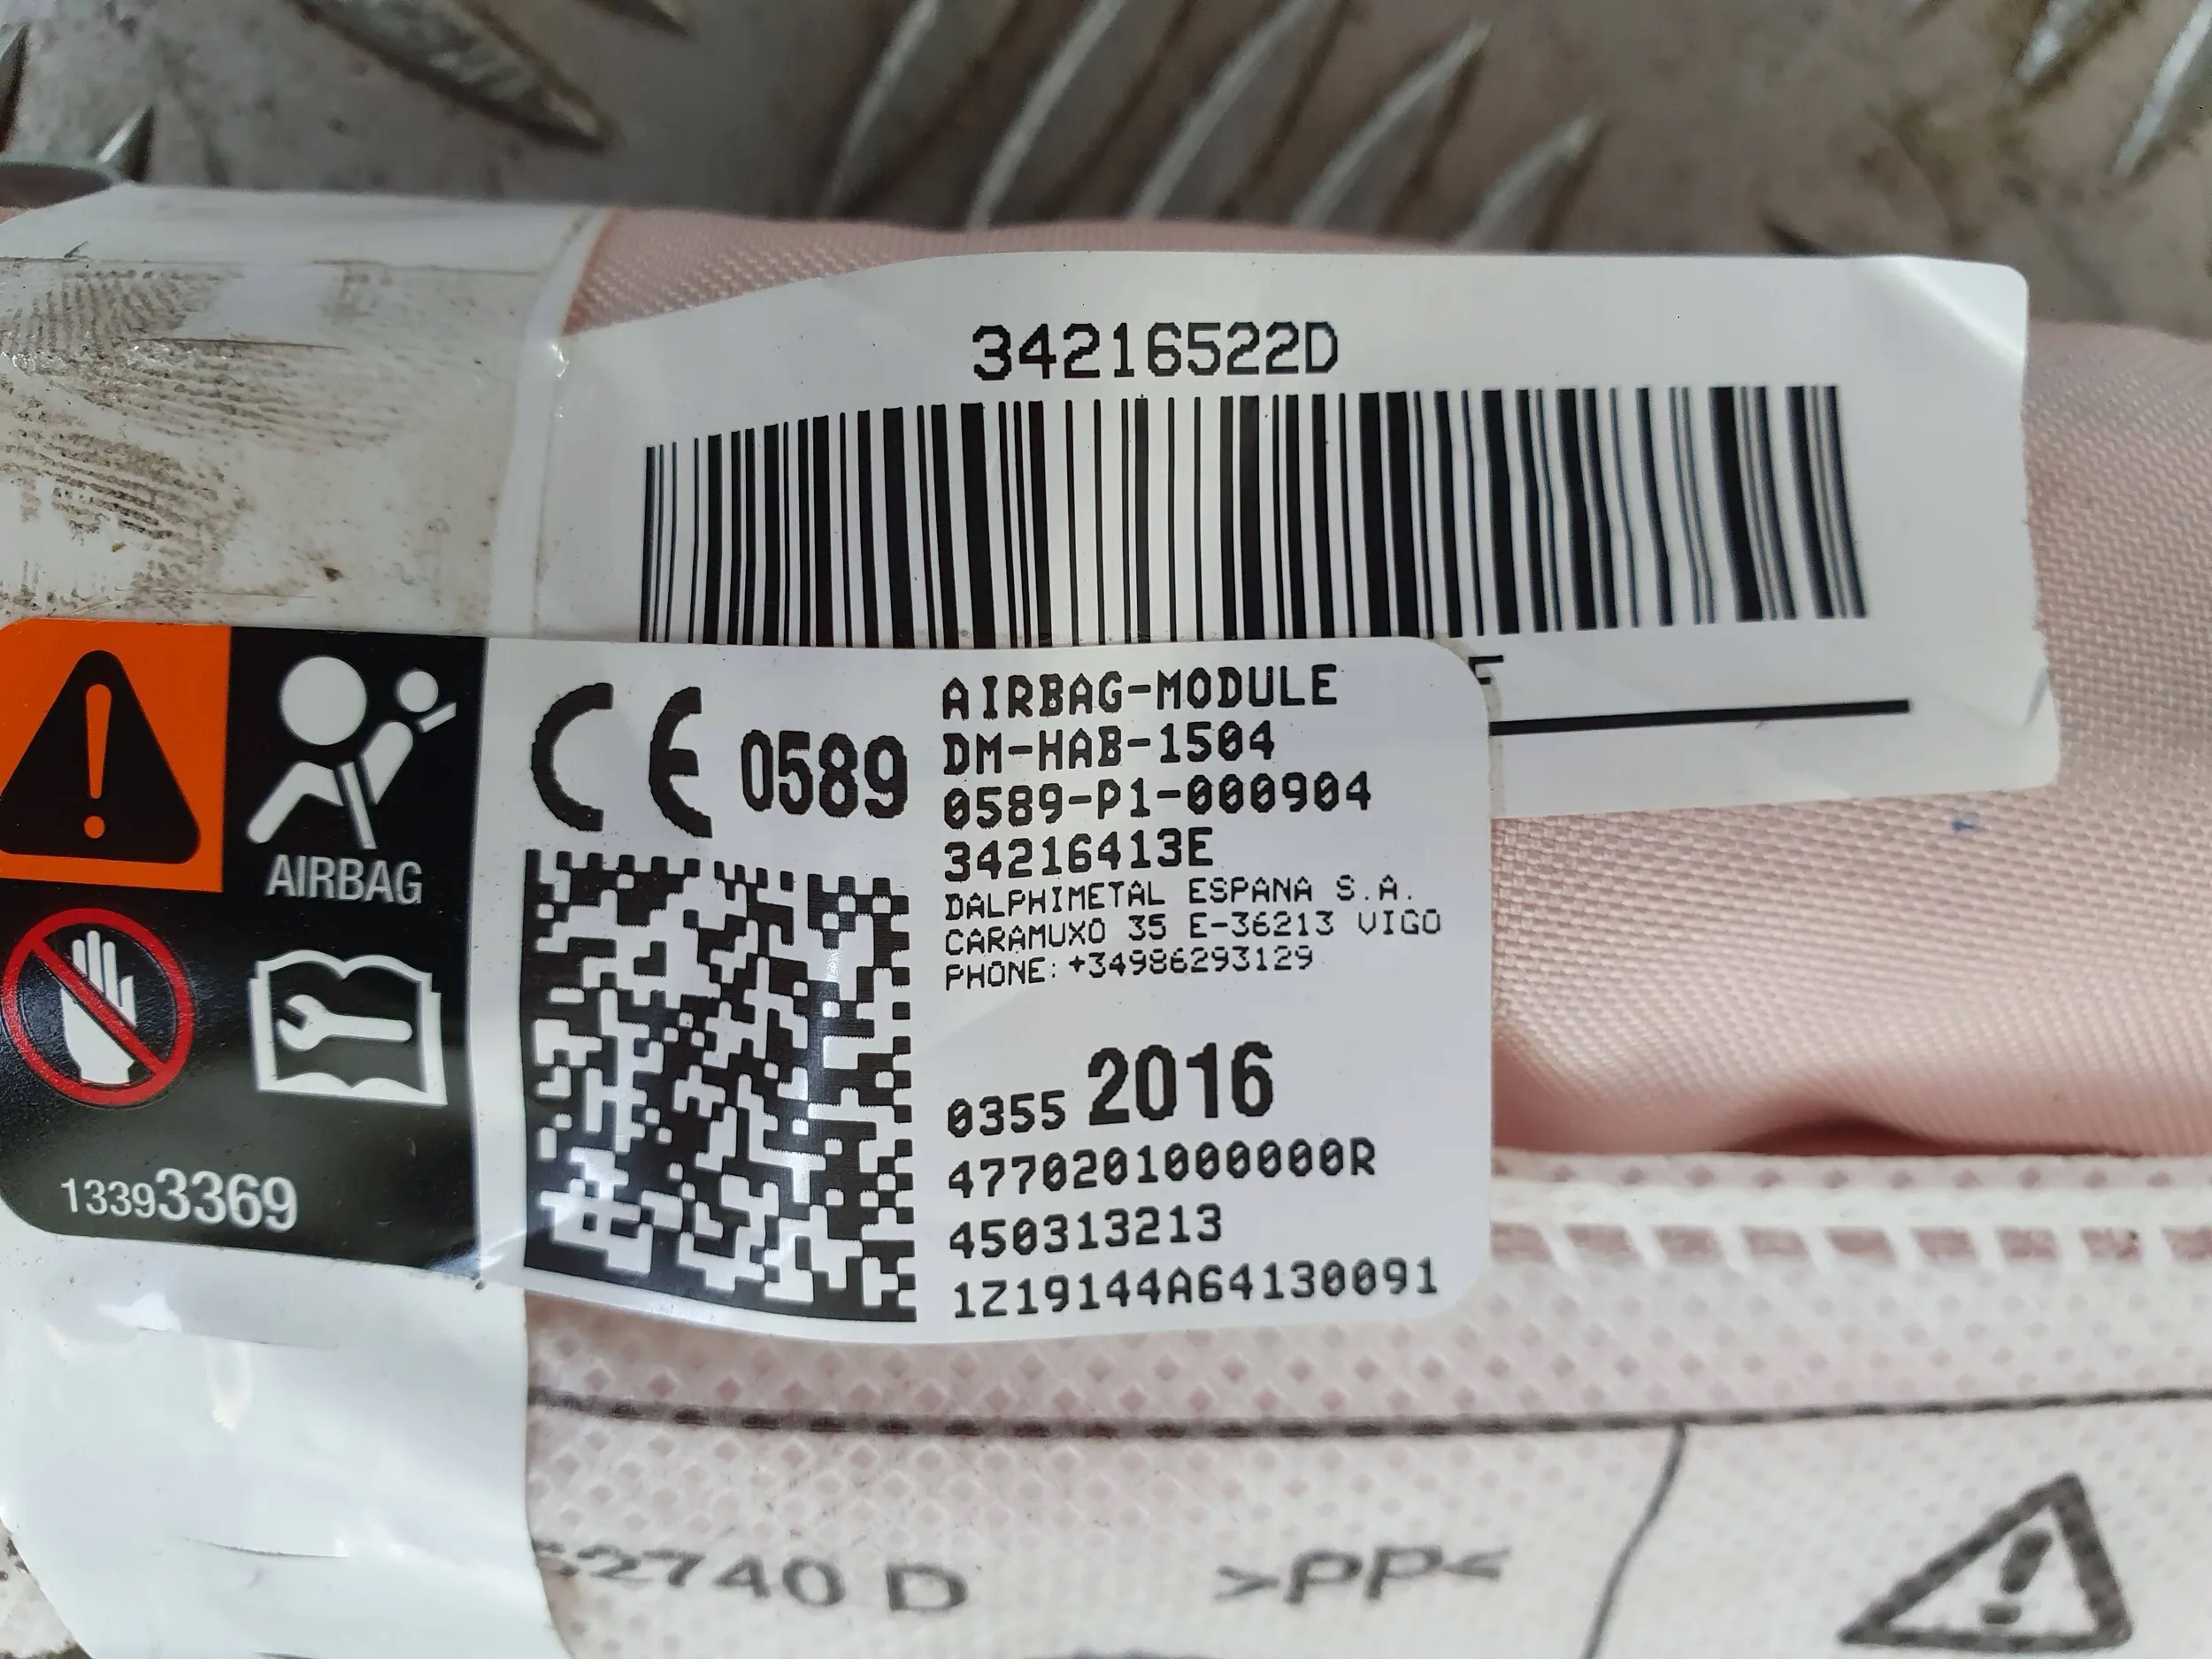 34216522D
CE 0589
AIRBAG-MODULE
DM-HAB-1504
0589-P1-000904
34216413E
DALPHIMETAL ESPANA S.A.
CARAMUXO 35 E-36213 VIGO
PHONE:+34986293129
0355 2016
4770201000000R
450313213
1Z19144A64130091
AIRBAG
13393369
2740 D
>PP<